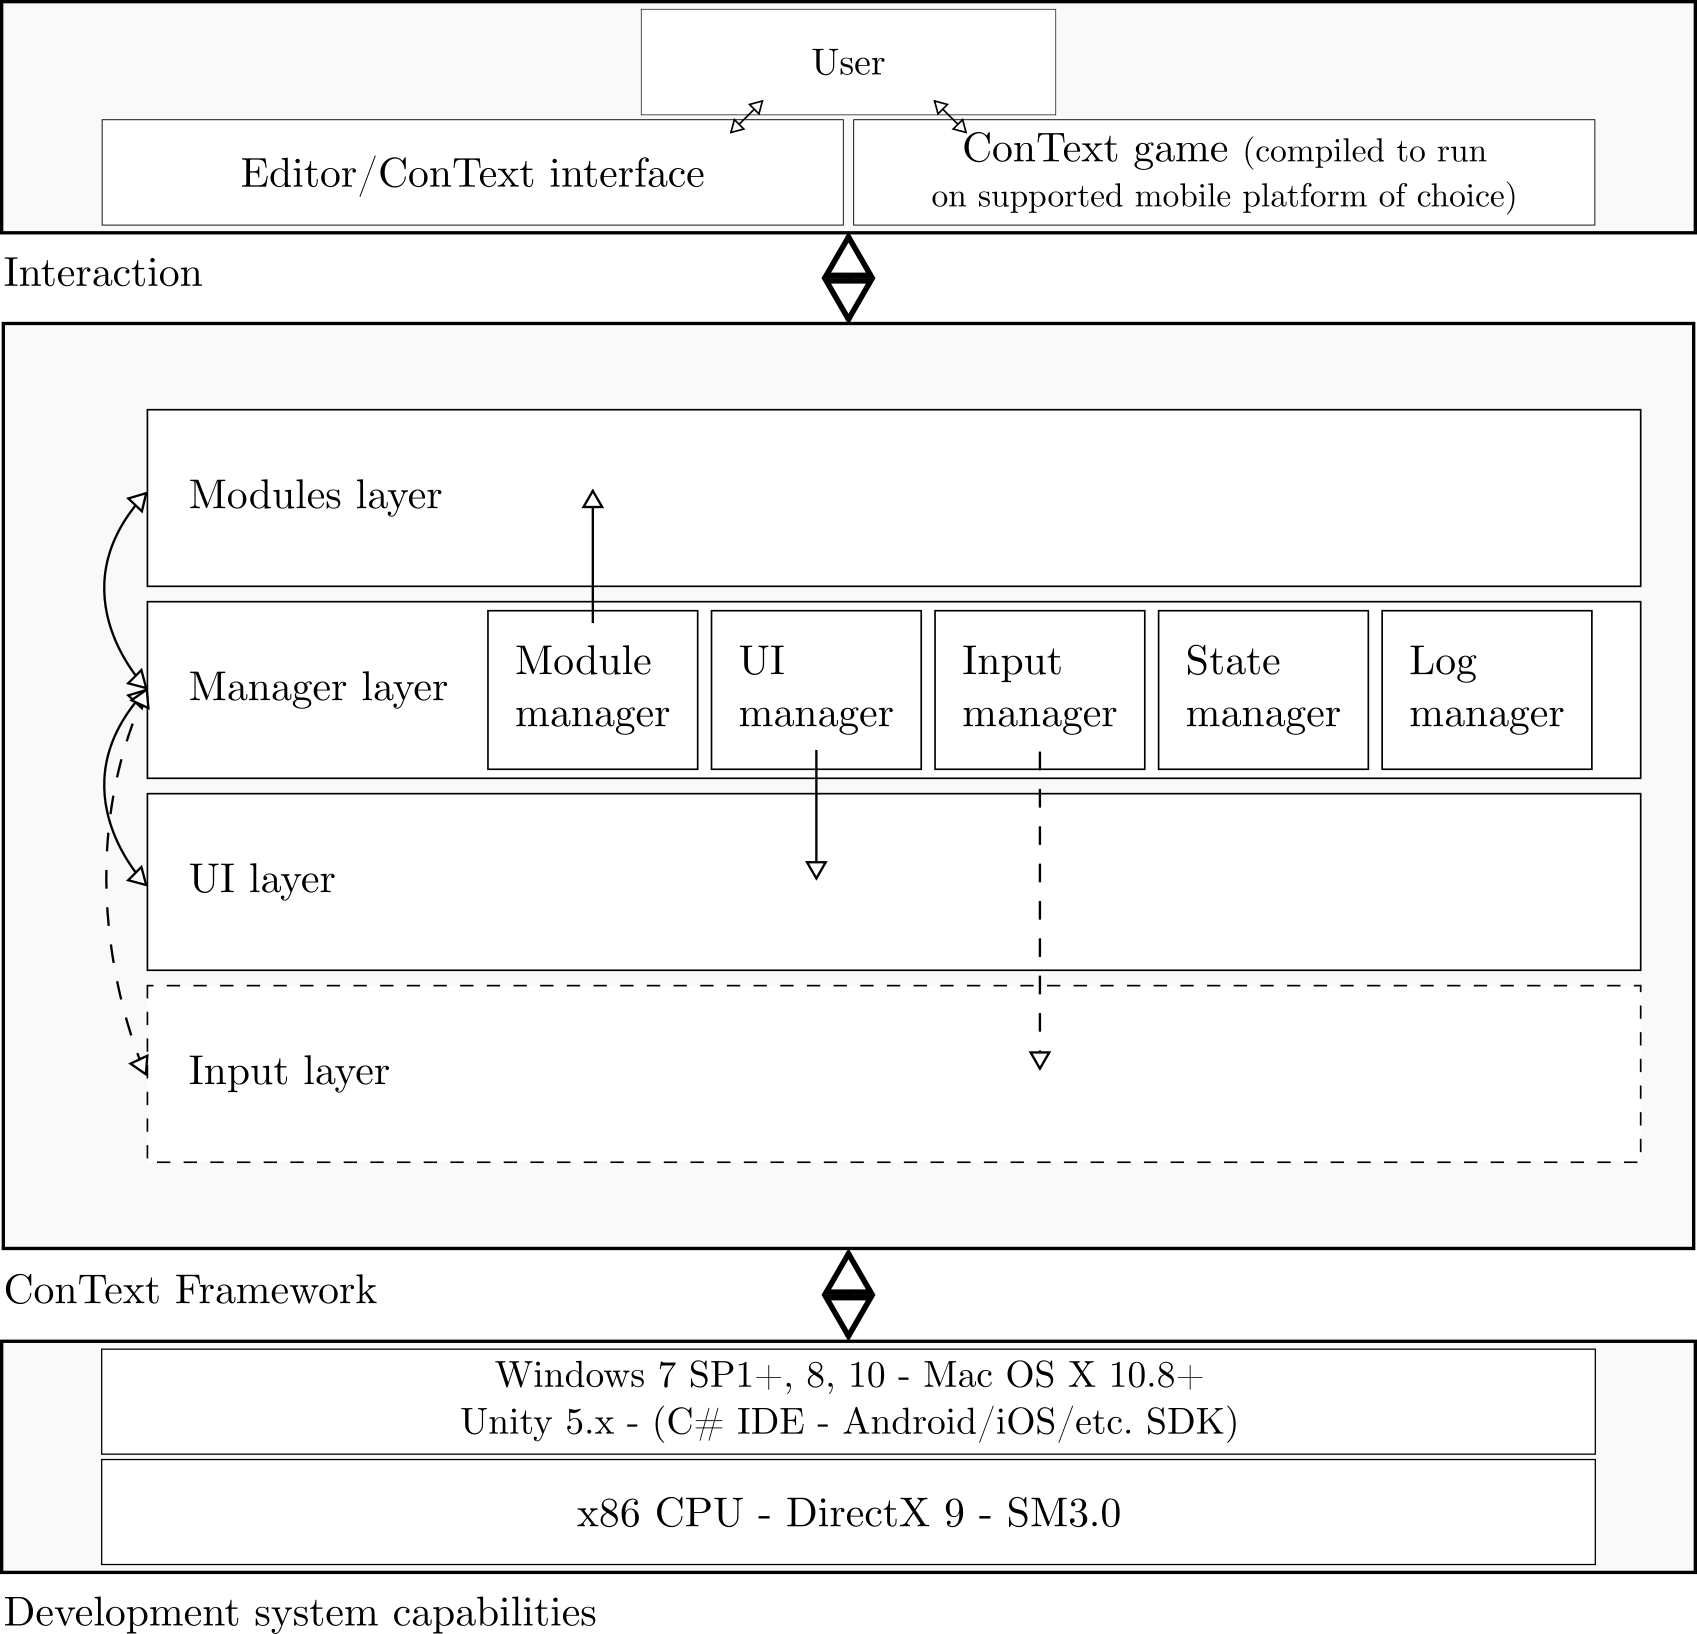 User
Editor/ConText interface
ConText game (compiled to run
on supported mobile platform of choice)
Interaction
Modules layer
Manager layer
Module
manager
UI
manager
Input
manager
State
manager
Log
manager
UI layer
Input layer
ConText Framework
Windows 7 SP1+, 8, 10 - Mac OS X 10.8+
Unity 5.x - (C# IDE - Android/iOS/etc. SDK)
x86 CPU - DirectX 9 - SM3.0
Development system capabilities